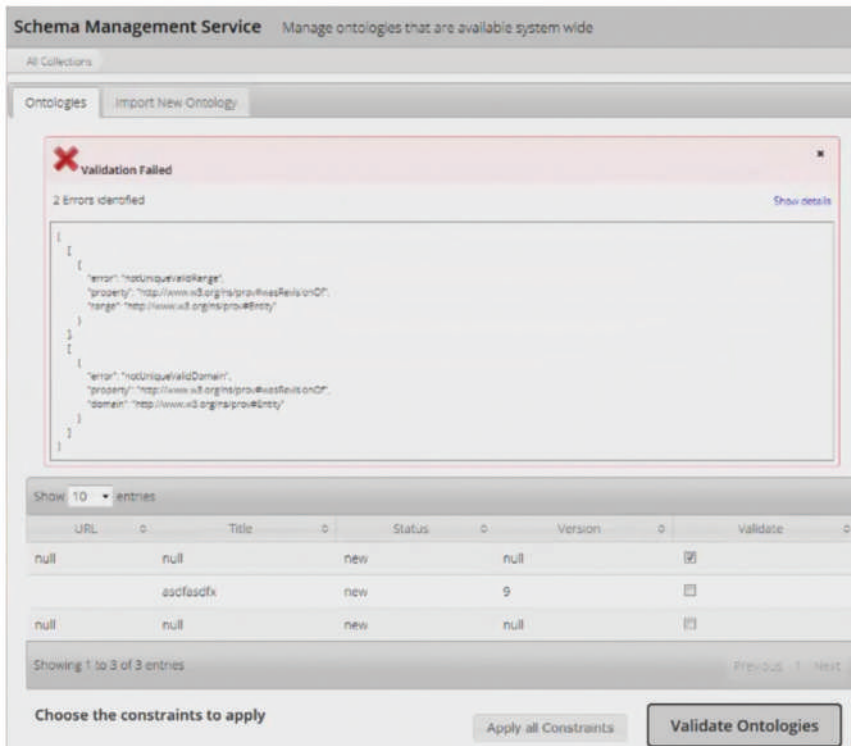 Schema Management Service Manage ontologies that are available system wide
All Collections
Ontologies Import New Ontology
Validation Failed
2 Errors identified Show details
[
[
{
"error": "notUniqueValidRange",
"property": "http://www.w3.org/ns/prov#wasRevisionOf",
"range": "http://www.w3.org/ns/prov#Entity"
}
],
[
{
"error": "notUniqueValidDomain",
"property": "http://www.w3.org/ns/prov#wasRevisionOf",
"domain": "http://www.w3.org/ns/prov#Entity"
}
]
]
Show 10 entries
URL Title Status Version Validate
null null new null
asdfasdfx new 9
null null new null
Showing 1 to 3 of 3 entries Previous 1 Next
Choose the constraints to apply Apply all Constraints Validate Ontologies